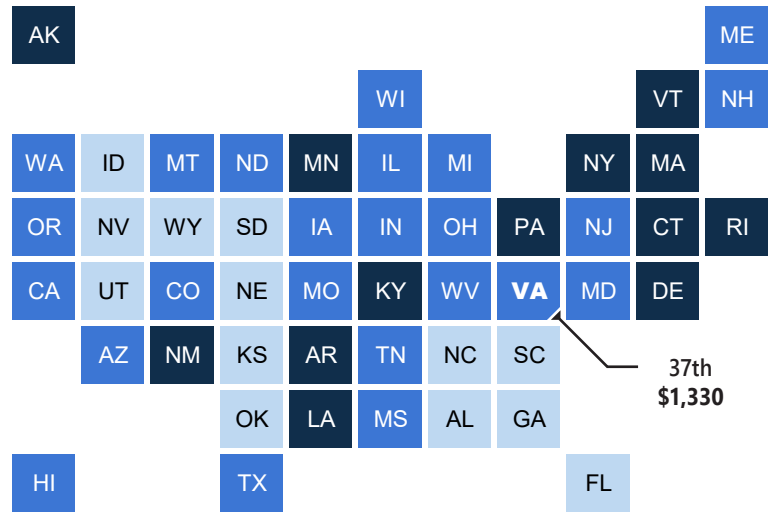 AK ME
WI VT NH
WA ID MT ND MN IL MI NY MA
OR NV WY SD IA IN OH PA NJ CT RI
CA UT CO NE MO KY WV VA MD DE
AZ NM KS AR TN NC SC
37th
$1,330
OK LA MS AL GA
HI TX FL